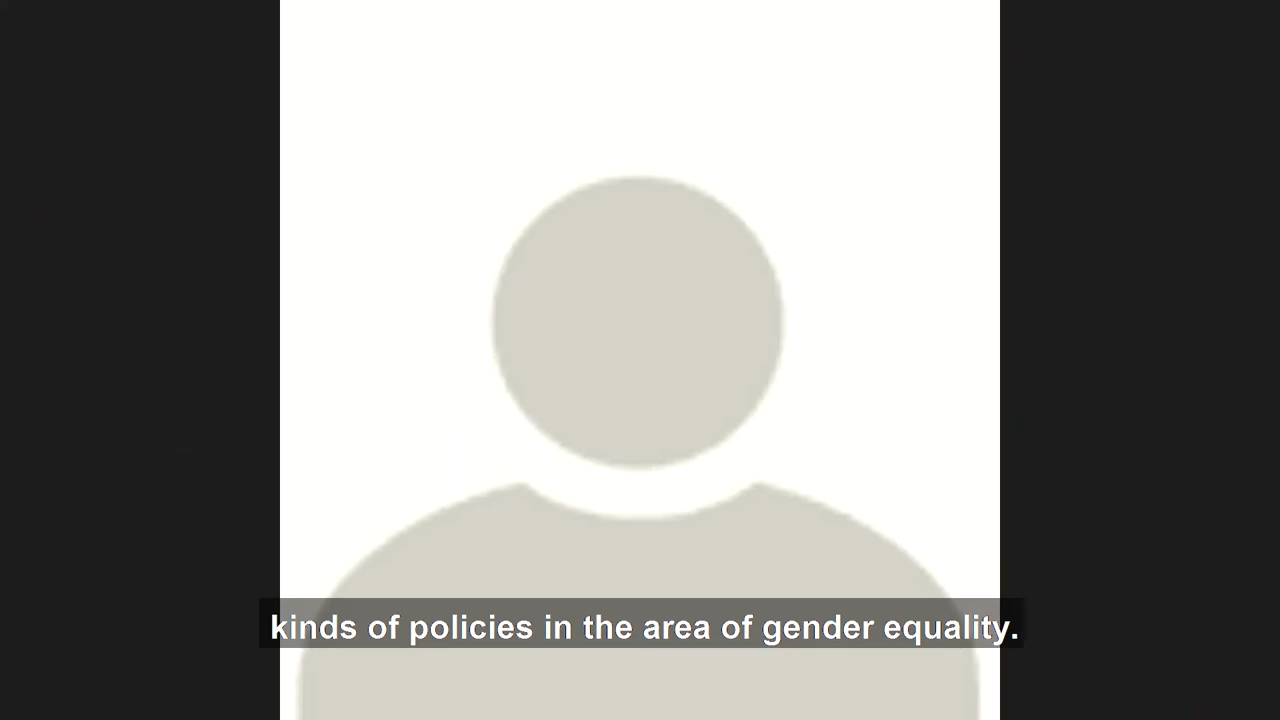 kinds of policies in the area of gender equality.